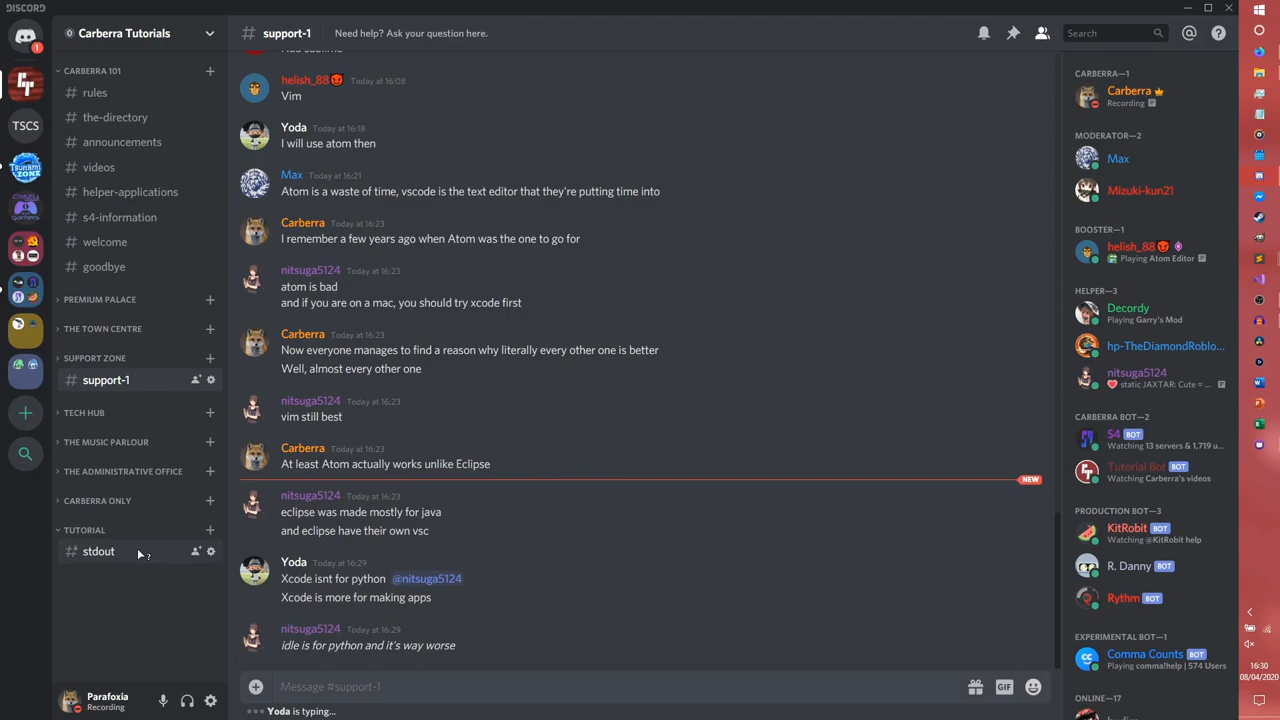 DISCORD
1
TSCS
Carberra Tutorials
CARBERRA 101
rules
the-directory
announcements
videos
helper-applications
s4-information
welcome
goodbye
PREMIUM PALACE
THE TOWN CENTRE
SUPPORT ZONE
support-1
TECH HUB
THE MUSIC PARLOUR
THE ADMINISTRATIVE OFFICE
CARBERRA ONLY
TUTORIAL
stdout
Parafoxia
Recording
# support-1 Need help? Ask your question here.
Search
helish_88 Today at 16:08
Vim
Yoda Today at 16:18
I will use atom then
Max Today at 16:21
Atom is a waste of time, vscode is the text editor that they're putting time into
Carberra Today at 16:23
I remember a few years ago when Atom was the one to go for
nitsuga5124 Today at 16:23
atom is bad
and if you are on a mac, you should try xcode first
Carberra Today at 16:23
Now everyone manages to find a reason why literally every other one is better
Well, almost every other one
nitsuga5124 Today at 16:23
vim still best
Carberra Today at 16:23
At least Atom actually works unlike Eclipse
NEW
nitsuga5124 Today at 16:23
eclipse was made mostly for java
and eclipse have their own vsc
Yoda Today at 16:29
Xcode isnt for python @nitsuga5124
Xcode is more for making apps
nitsuga5124 Today at 16:29
idle is for python and it's way worse
Message #support-1
GIF
Yoda is typing...
CARBERRA—1
Carberra
Recording
MODERATOR—2
Max
Mizuki-kun21
BOOSTER—1
helish_88
Playing Atom Editor
HELPER—3
Decordy
Playing Garry's Mod
hp-TheDiamondRoblo...
nitsuga5124
static JAXTAR: Cute = ...
CARBERRA BOT—2
S4 BOT
Watching 13 servers & 1,719 u...
Tutorial Bot BOT
Watching Carberra's videos
PRODUCTION BOT—3
KitRobit BOT
Watching @KitRobit help
R. Danny BOT
Rythm BOT
EXPERIMENTAL BOT—1
Comma Counts BOT
Playing comma!help | 574 Users
ONLINE—17
16:30
08/04/2020